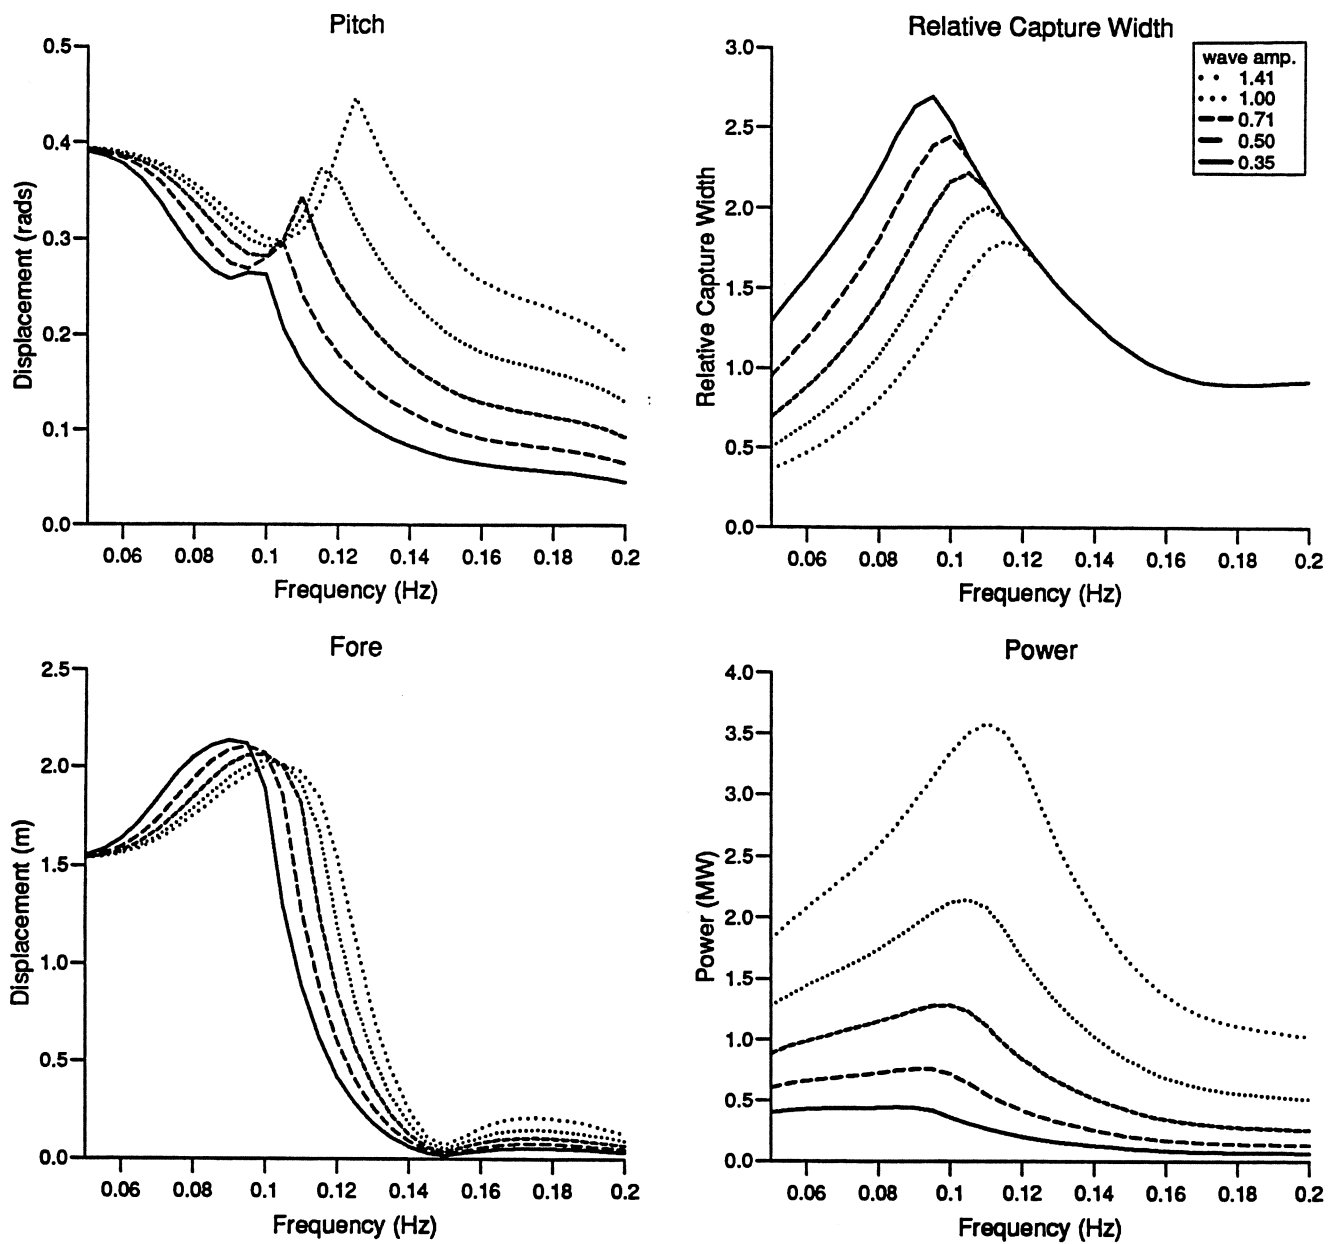 Pitch
0.5
0.4
0.3
0.2
0.1
0.0
Displacement (rads)
0.06 0.08 0.1 0.12 0.14 0.16 0.18 0.2
Frequency (Hz)
Relative Capture Width
3.0
2.5
2.0
1.5
1.0
0.5
0.0
Relative Capture Width
wave amp.
1.41
1.00
0.71
0.50
0.35
0.06 0.08 0.1 0.12 0.14 0.16 0.18 0.2
Frequency (Hz)
Fore
2.5
2.0
1.5
1.0
0.5
0.0
Displacement (m)
0.06 0.08 0.1 0.12 0.14 0.16 0.18 0.2
Frequency (Hz)
Power
4.0
3.5
3.0
2.5
2.0
1.5
1.0
0.5
0.0
Power (MW)
0.06 0.08 0.1 0.12 0.14 0.16 0.18 0.2
Frequency (Hz)